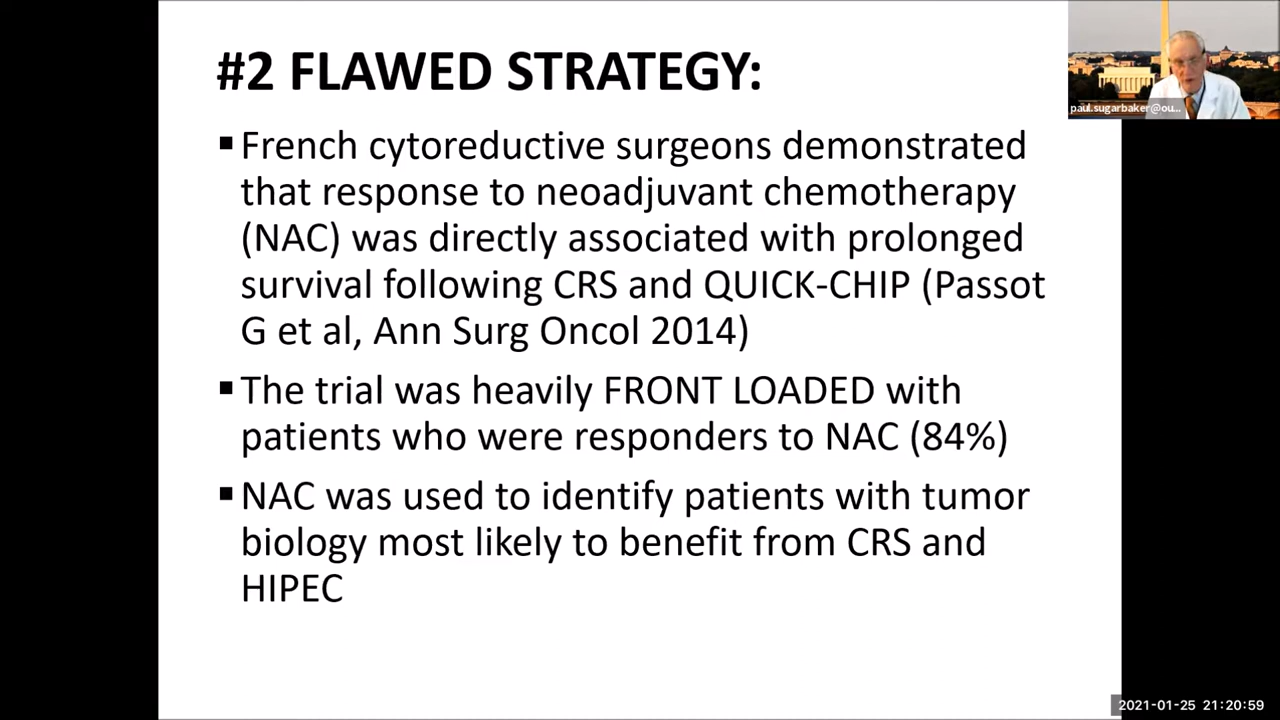 #2 FLAWED STRATEGY:
paul.sugarbaker@ou...
▪ French cytoreductive surgeons demonstrated
that response to neoadjuvant chemotherapy
(NAC) was directly associated with prolonged
survival following CRS and QUICK-CHIP (Passot
G et al, Ann Surg Oncol 2014)
▪ The trial was heavily FRONT LOADED with
patients who were responders to NAC (84%)
▪ NAC was used to identify patients with tumor
biology most likely to benefit from CRS and
HIPEC
2021-01-25 21:20:59